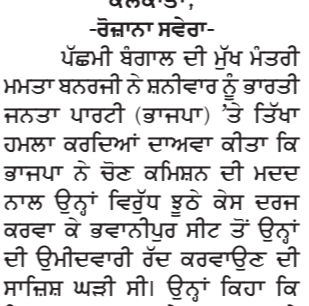 ਕਲਕਾਤਾ,
-ਰੋਜ਼ਾਨਾ ਸਵੇਰਾ-
ਪੱਛਮੀ ਬੰਗਾਲ ਦੀ ਮੁੱਖ ਮੰਤਰੀ
ਮਮਤਾ ਬਨਰਜੀ ਨੇ ਸ਼ਨੀਵਾਰ ਨੂੰ ਭਾਰਤੀ
ਜਨਤਾ ਪਾਰਟੀ (ਭਾਜਪਾ) 'ਤੇ ਤਿੱਖਾ
ਹਮਲਾ ਕਰਦਿਆਂ ਦਾਅਵਾ ਕੀਤਾ ਕਿ
ਭਾਜਪਾ ਨੇ ਚੋਣ ਕਮਿਸ਼ਨ ਦੀ ਮਦਦ
ਨਾਲ ਉਨ੍ਹਾਂ ਵਿਰੁੱਧ ਝੂਠੇ ਕੇਸ ਦਰਜ
ਕਰਵਾ ਕੇ ਭਵਾਨੀਪੁਰ ਸੀਟ ਤੋਂ ਉਨ੍ਹਾਂ
ਦੀ ਉਮੀਦਵਾਰੀ ਰੱਦ ਕਰਵਾਉਣ ਦੀ
ਸਾਜ਼ਿਸ਼ ਘੜੀ ਸੀ। ਉਨ੍ਹਾਂ ਕਿਹਾ ਕਿ